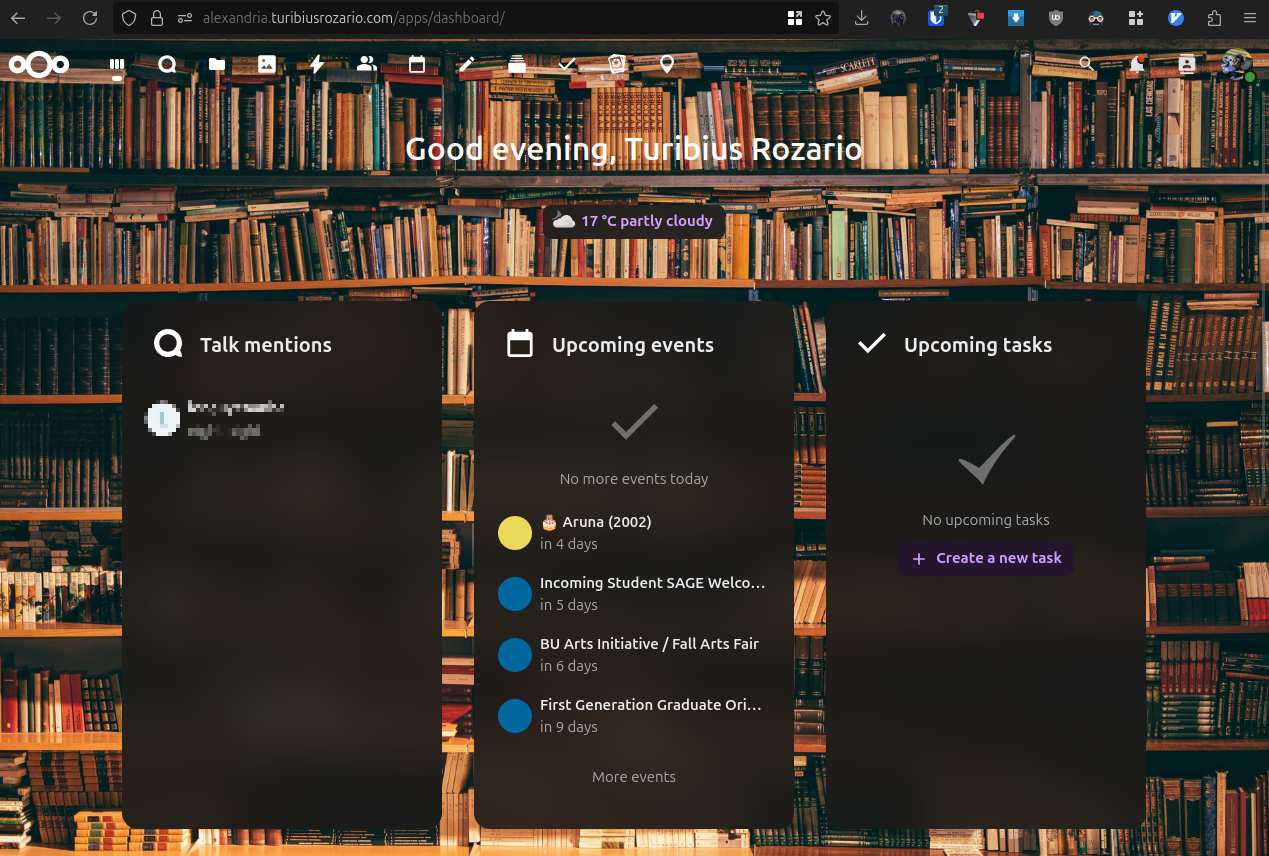 alexandria.turibiusrozario.com/apps/dashboard/
2
Good evening, Turibius Rozario
17 °C partly cloudy
Talk mentions
L
Upcoming events
No more events today
🎂 Aruna (2002)
in 4 days
Incoming Student SAGE Welco…
in 5 days
BU Arts Initiative / Fall Arts Fair
in 6 days
First Generation Graduate Ori…
in 9 days
More events
Upcoming tasks
No upcoming tasks
+ Create a new task